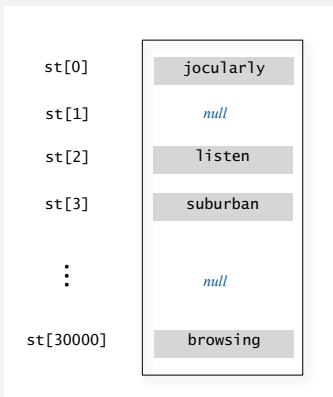 st[0] jocularly
st[1] null
st[2] listen
st[3] suburban
⋮ null
st[30000] browsing